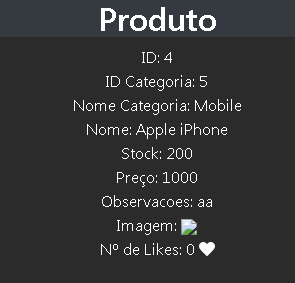 Produto
ID: 4
ID Categoria: 5
Nome Categoria: Mobile
Nome: Apple iPhone
Stock: 200
Preço: 1000
Observacoes: aa
Imagem:
Nº de Likes: 0